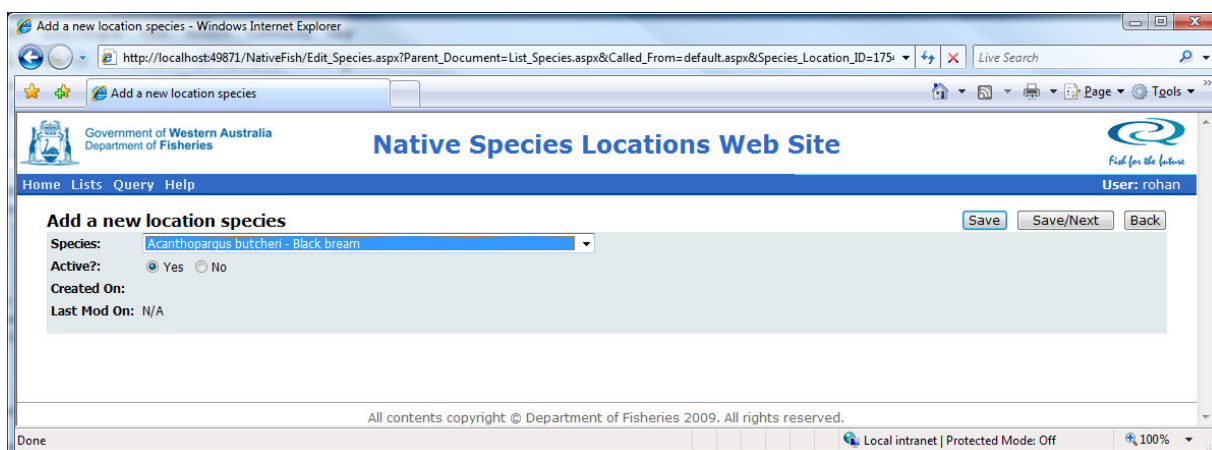 Add a new location species - Windows Internet Explorer
http://localhost:49871/NativeFish/Edit_Species.aspx?Parent_Document=List_Species.aspx&Called_From=default.aspx&Species_Location_ID=175
Live Search
Add a new location species
Page Tools
Government of Western Australia
Department of Fisheries
Native Species Locations Web Site
Fish for the future
Home Lists Query Help
User: rohan
Add a new location species
Save Save/Next Back
Species: Acanthopargus butcheri - Black bream
Active?: Yes No
Created On:
Last Mod On: N/A
All contents copyright © Department of Fisheries 2009. All rights reserved.
Done
Local intranet | Protected Mode: Off
100%